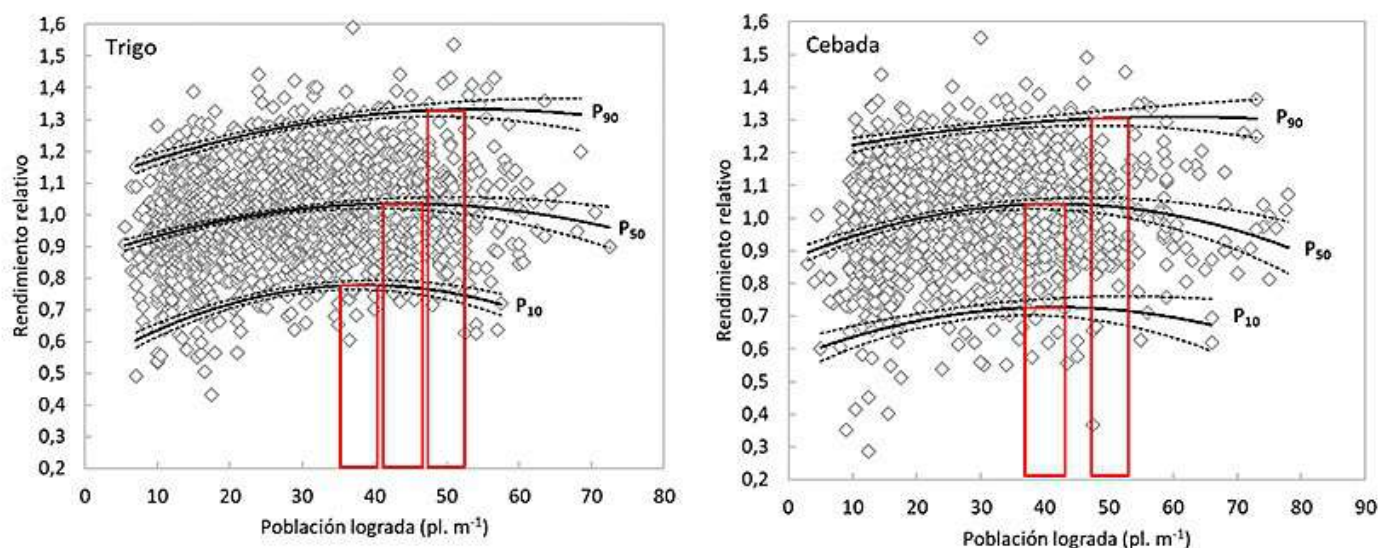 Trigo
Rendimiento relativo
1,6
1,5
1,4
1,3
1,2
1,1
1,0
0,9
0,8
0,7
0,6
0,5
0,4
0,3
0,2
P90
P50
P10
0 10 20 30 40 50 60 70 80
Población lograda (pl. m-1)
Cebada
Rendimiento relativo
1,6
1,5
1,4
1,3
1,2
1,1
1,0
0,9
0,8
0,7
0,6
0,5
0,4
0,3
0,2
P90
P50
P10
0 10 20 30 40 50 60 70 80 90
Población lograda (pl. m-1)